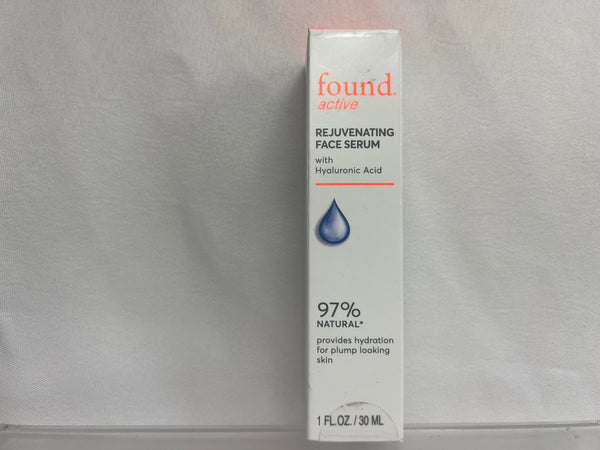 found.
active
REJUVENATING
FACE SERUM
with
Hyaluronic Acid
97%
NATURAL*
provides hydration
for plump looking
skin
1 FL.OZ. / 30 ML